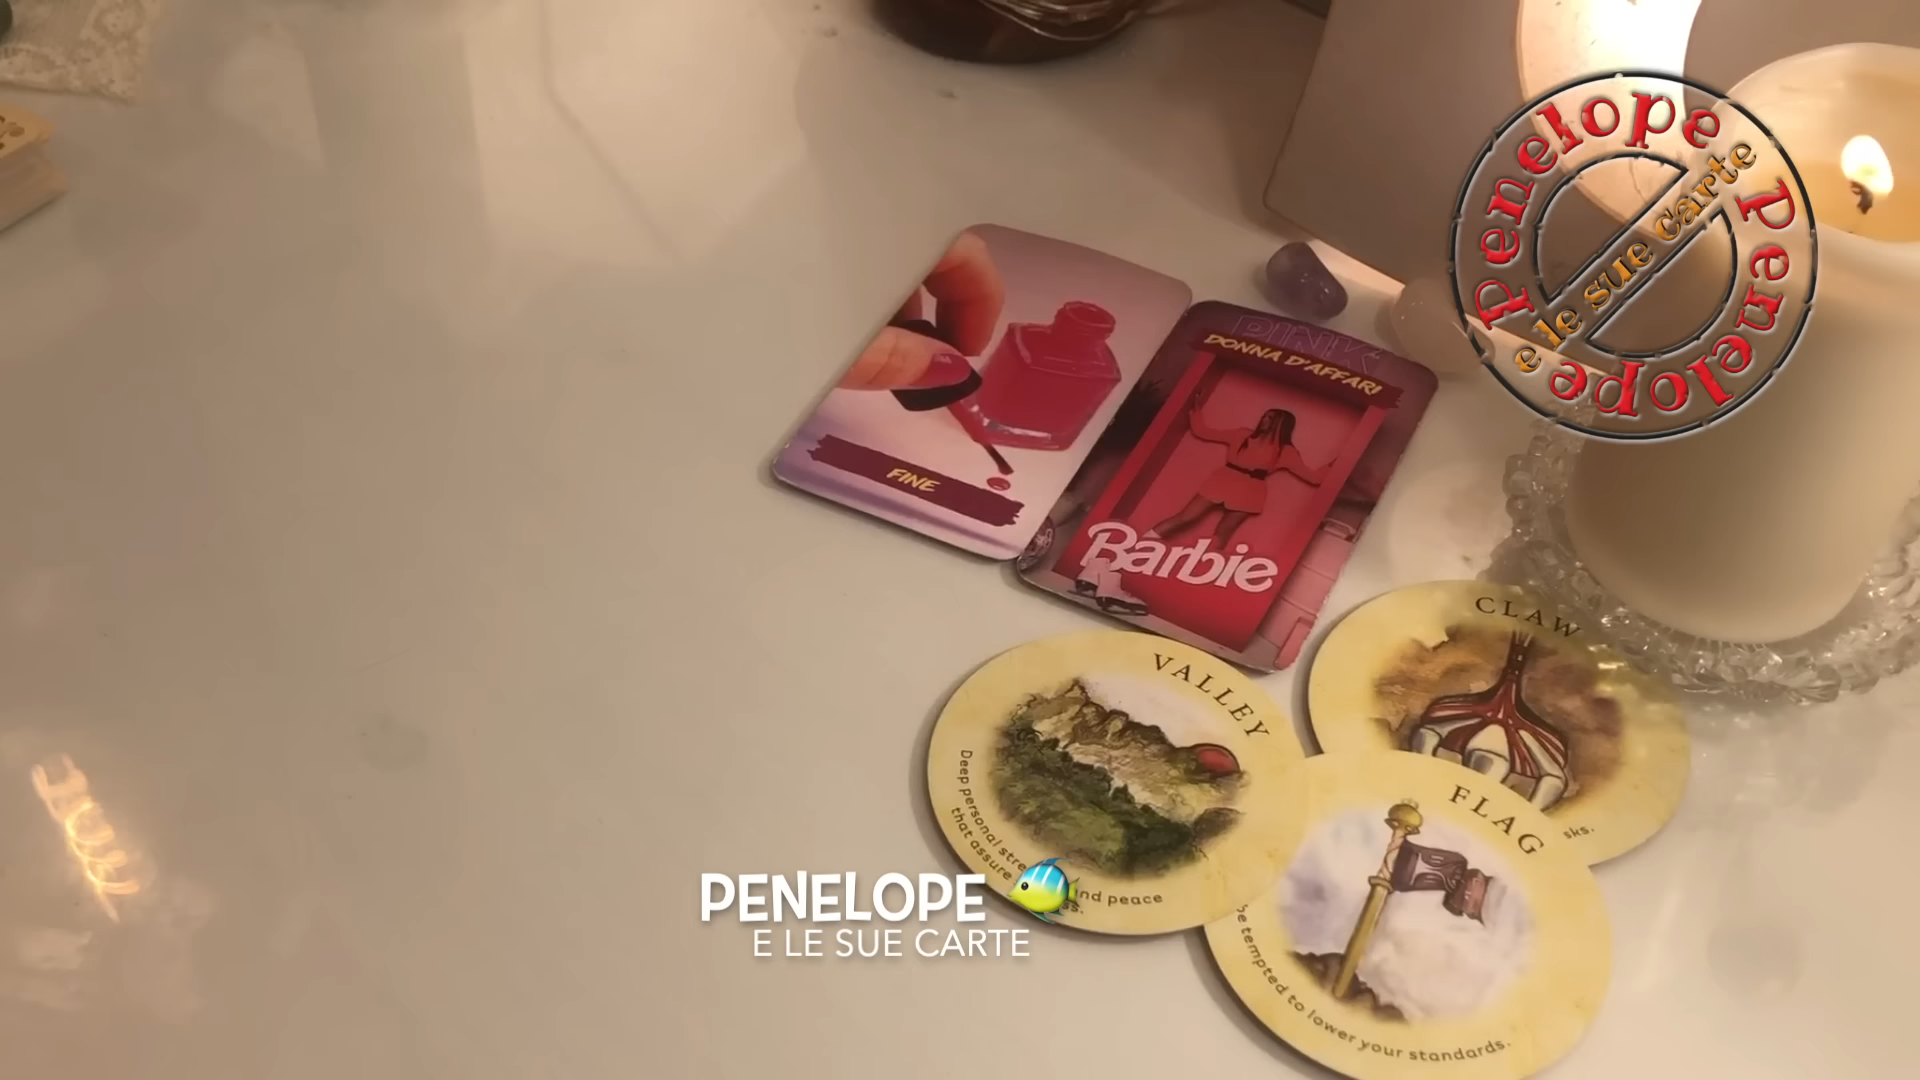 Penelope Penelope
e le sue carte
PINK
DONNA D'AFFARI
FINE
Barbie
CLAW
sks.
VALLEY
Deep personal stre nd peace
that assure s.
FLAG
be tempted to lower your standards.
PENELOPE
E LE SUE CARTE